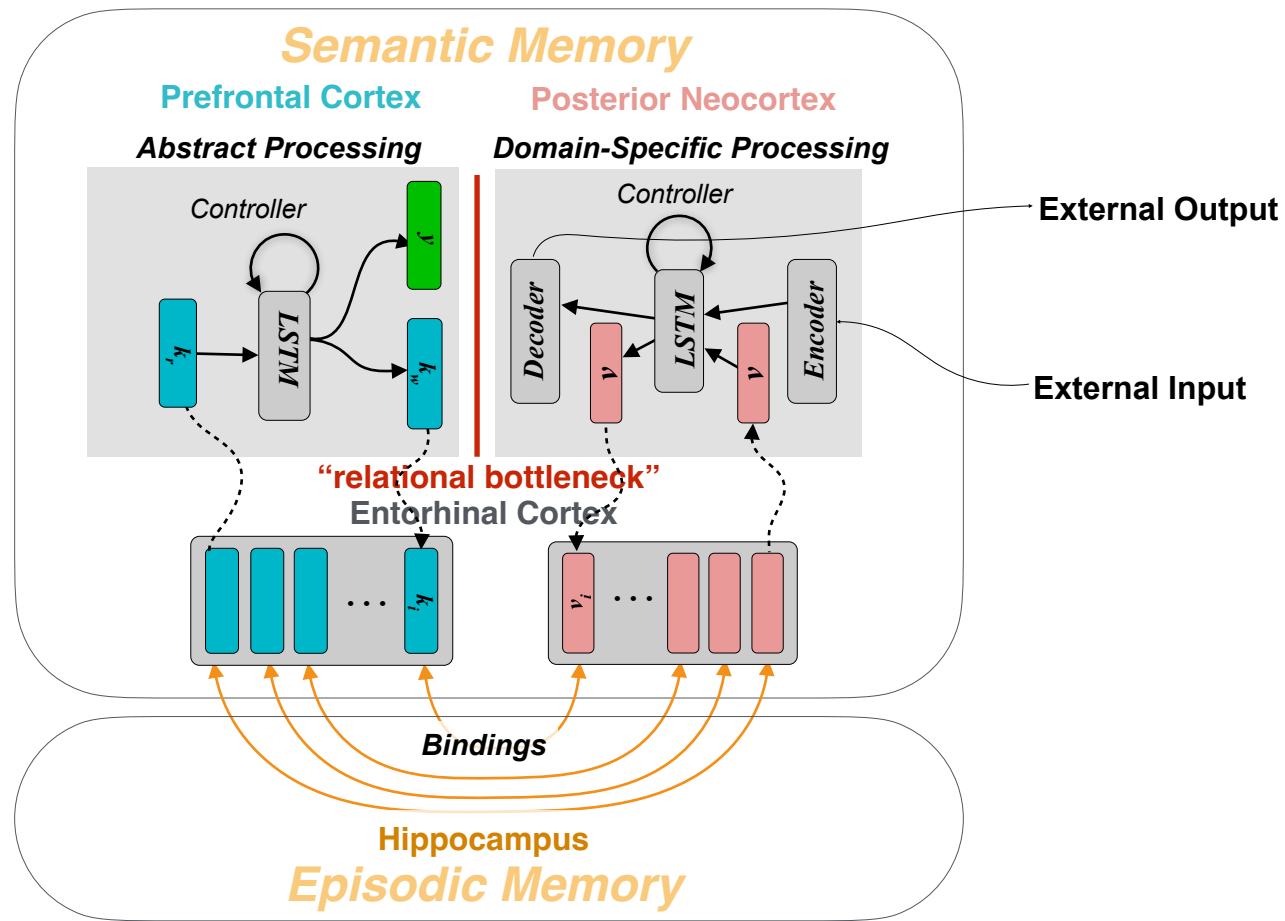 Semantic Memory
Prefrontal Cortex
Posterior Neocortex
Abstract Processing
Domain-Specific Processing
Controller
y
LSTM
k_r
k_w
Controller
Decoder
LSTM
Encoder
v
v
External Output
External Input
“relational bottleneck”
Entorhinal Cortex
...
k_i
v_i
...
Bindings
Hippocampus
Episodic Memory